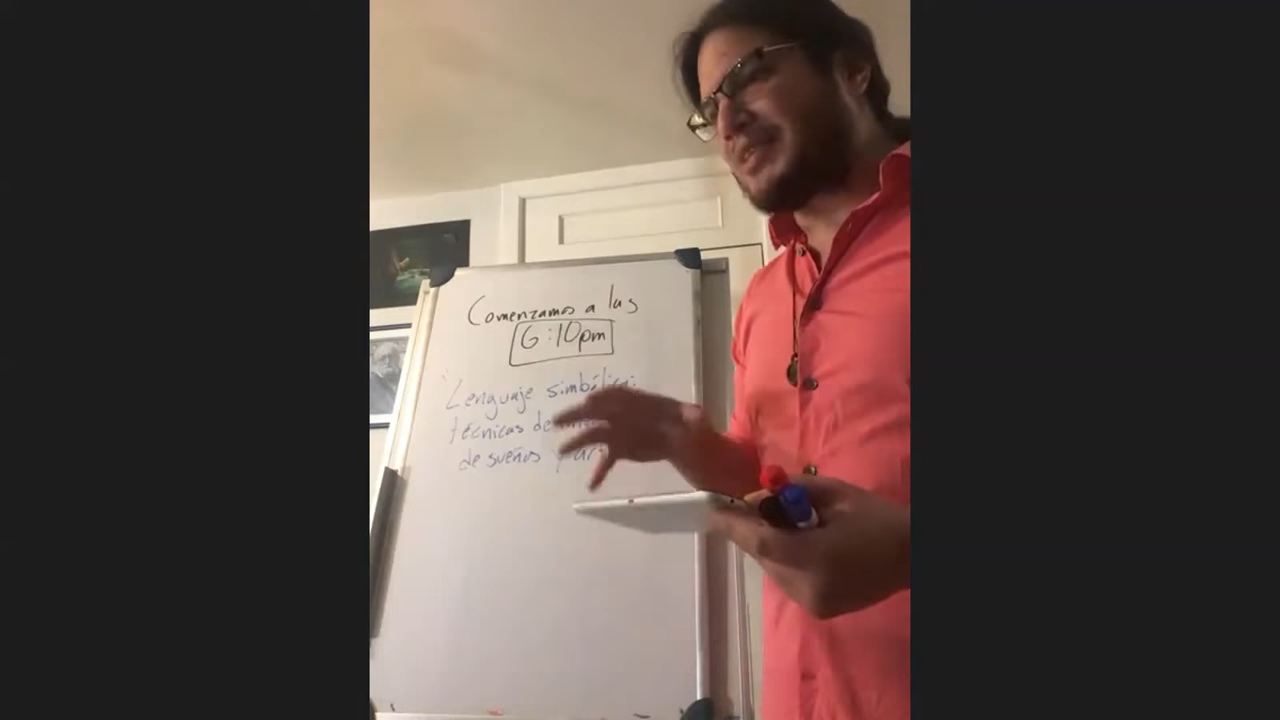 Comenzamos a las
6:10pm
"Lenguaje simbólico:
técnicas de
de sueños y